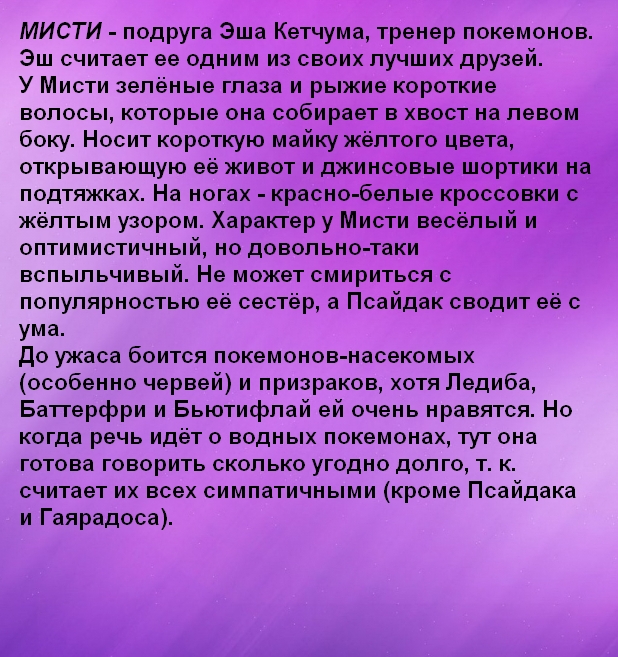 МИСТИ - подруга Эша Кетчума, тренер покемонов.
Эш считает ее одним из своих лучших друзей.
У Мисти зелёные глаза и рыжие короткие
волосы, которые она собирает в хвост на левом
боку. Носит короткую майку жёлтого цвета,
открывающую её живот и джинсовые шортики на
подтяжках. На ногах - красно-белые кроссовки с
жёлтым узором. Характер у Мисти весёлый и
оптимистичный, но довольно-таки
вспыльчивый. Не может смириться с
популярностью её сестёр, а Псайдак сводит её с
ума.
До ужаса боится покемонов-насекомых
(особенно червей) и призраков, хотя Ледиба,
Баттерфри и Бьютифлай ей очень нравятся. Но
когда речь идёт о водных покемонах, тут она
готова говорить сколько угодно долго, т. к.
считает их всех симпатичными (кроме Псайдака
и Гаярадоса).